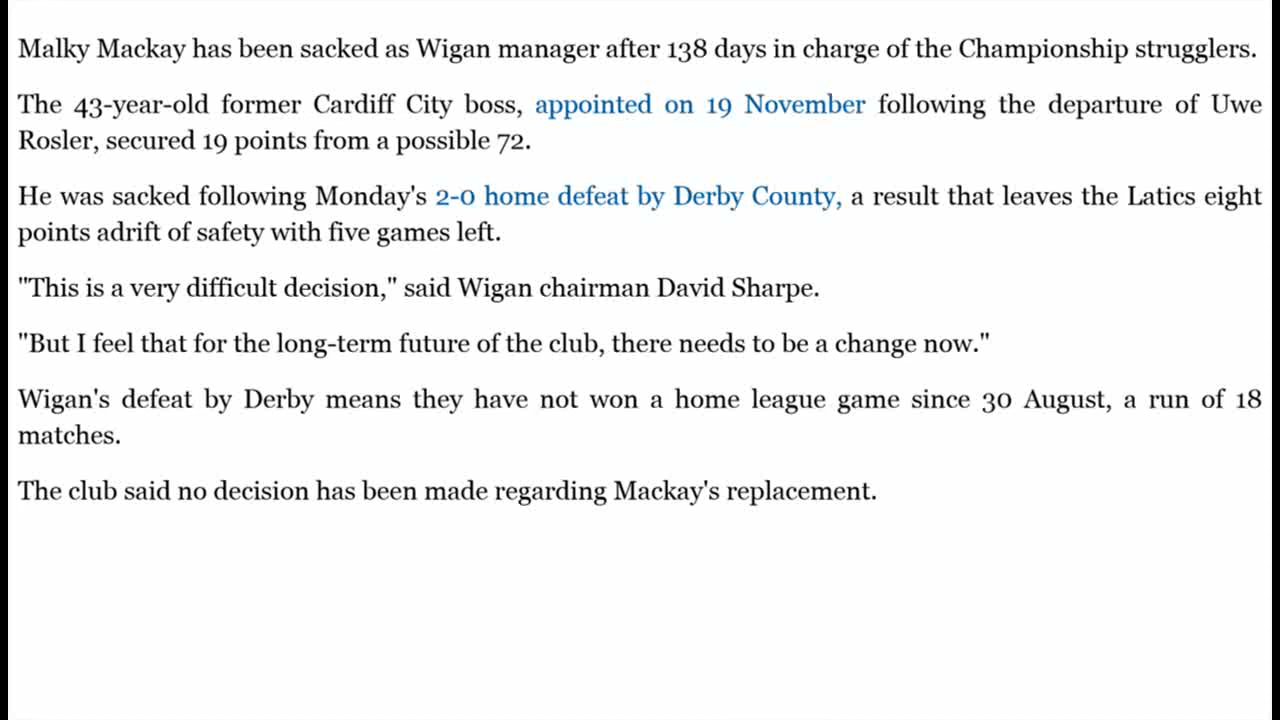 Malky Mackay has been sacked as Wigan manager after 138 days in charge of the Championship strugglers.
The 43-year-old former Cardiff City boss, appointed on 19 November following the departure of Uwe
Rosler, secured 19 points from a possible 72.
He was sacked following Monday's 2-0 home defeat by Derby County, a result that leaves the Latics eight
points adrift of safety with five games left.
"This is a very difficult decision," said Wigan chairman David Sharpe.
"But I feel that for the long-term future of the club, there needs to be a change now."
Wigan's defeat by Derby means they have not won a home league game since 30 August, a run of 18
matches.
The club said no decision has been made regarding Mackay's replacement.